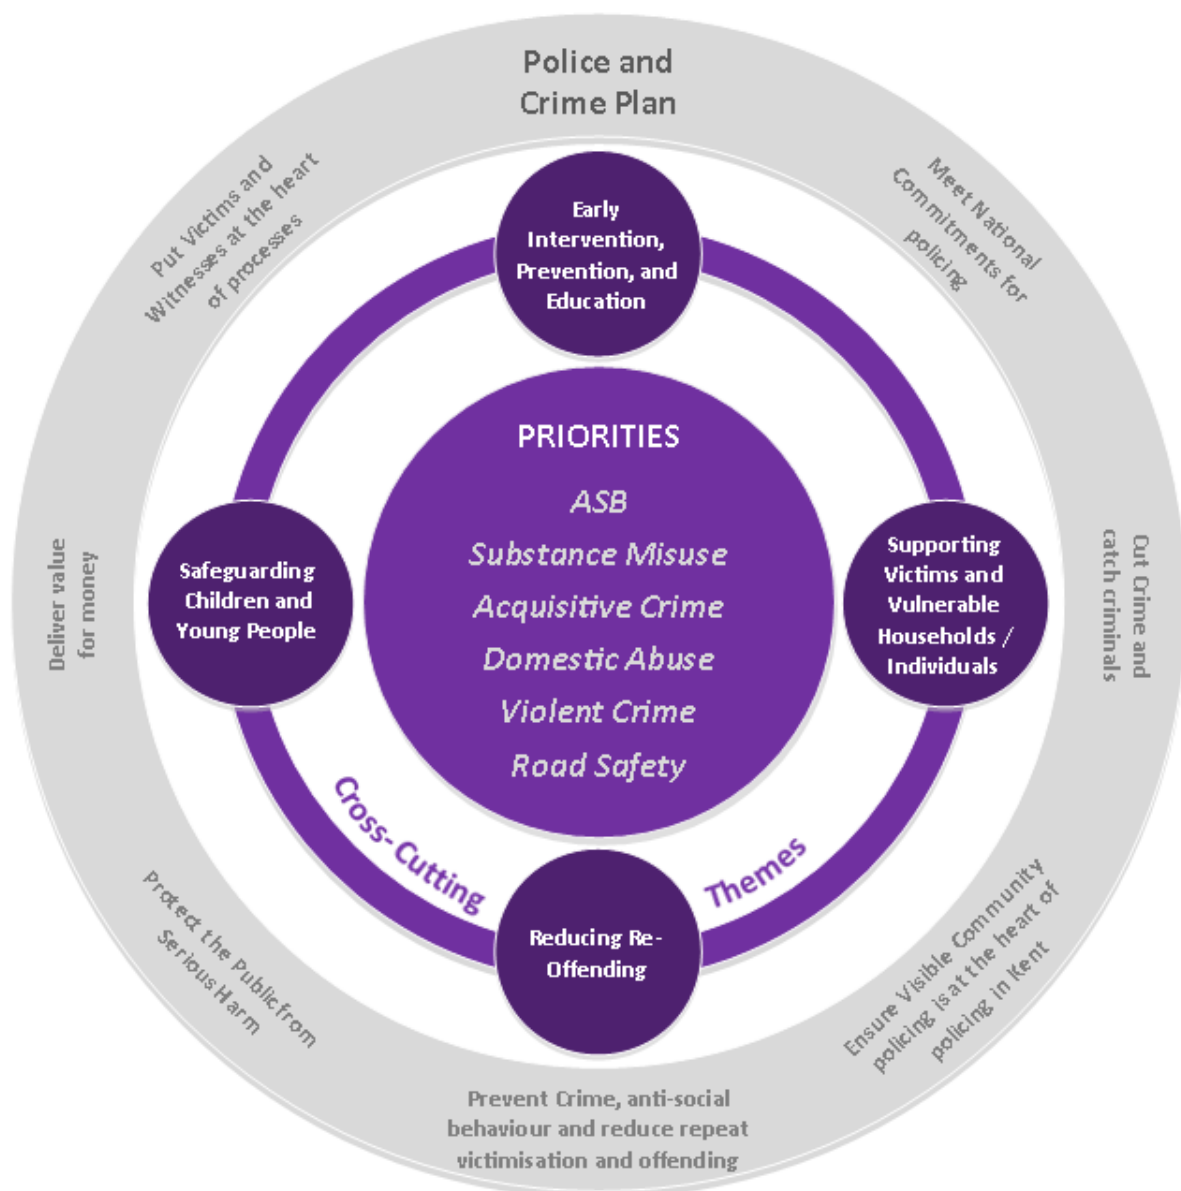 Police and
Crime Plan
Put Victims and
Witnesses at the heart
of processes
Meet National
Commitments for
policing
Early
Intervention,
Prevention, and
Education
PRIORITIES
ASB
Substance Misuse
Acquisitive Crime
Domestic Abuse
Violent Crime
Road Safety
Safeguarding
Children and
Young People
Supporting
Victims and
Vulnerable
Households /
Individuals
Deliver value
for money
Cut Crime and
catch criminals
Cross-Cutting
Themes
Reducing Re-
Offending
Protect the Public from
Serious Harm
Ensure Visible Community
policing is at the heart of
policing in Kent
Prevent Crime, anti-social
behaviour and reduce repeat
victimisation and offending